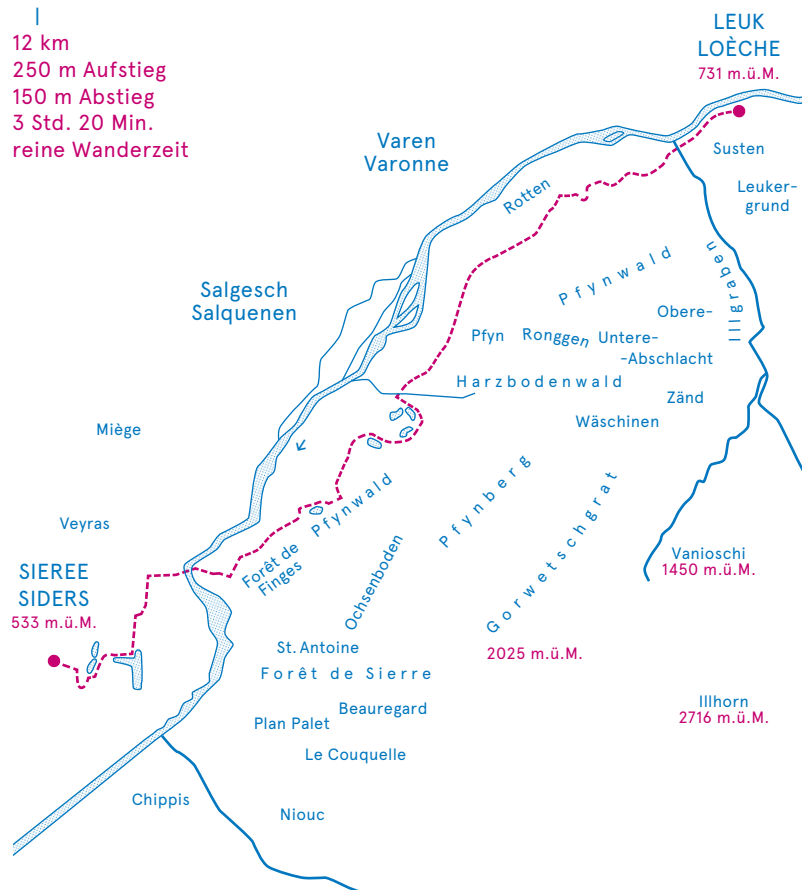 12 km
250 m Aufstieg
150 m Abstieg
3 Std. 20 Min.
reine Wanderzeit
LEUK
LOÈCHE
731 m.ü.M.
Varen
Varonne
Susten
Leuker-
grund
Rotten
Pfynwald
Illgraben
Salgesch
Salquenen
Obere-
Pfyn
Ronggen
Untere-
-Abschlacht
Harzbodenwald
Zänd
Wäschinen
Miège
Pfynwald
Pfynberg
Gorwetschgrat
Veyras
Forêt de
Finges
Ochsenboden
Vanioschi
1450 m.ü.M.
SIEREE
SIDERS
533 m.ü.M.
St. Antoine
2025 m.ü.M.
Forêt de Sierre
Illhorn
2716 m.ü.M.
Beauregard
Plan Palet
Le Couquelle
Chippis
Niouc